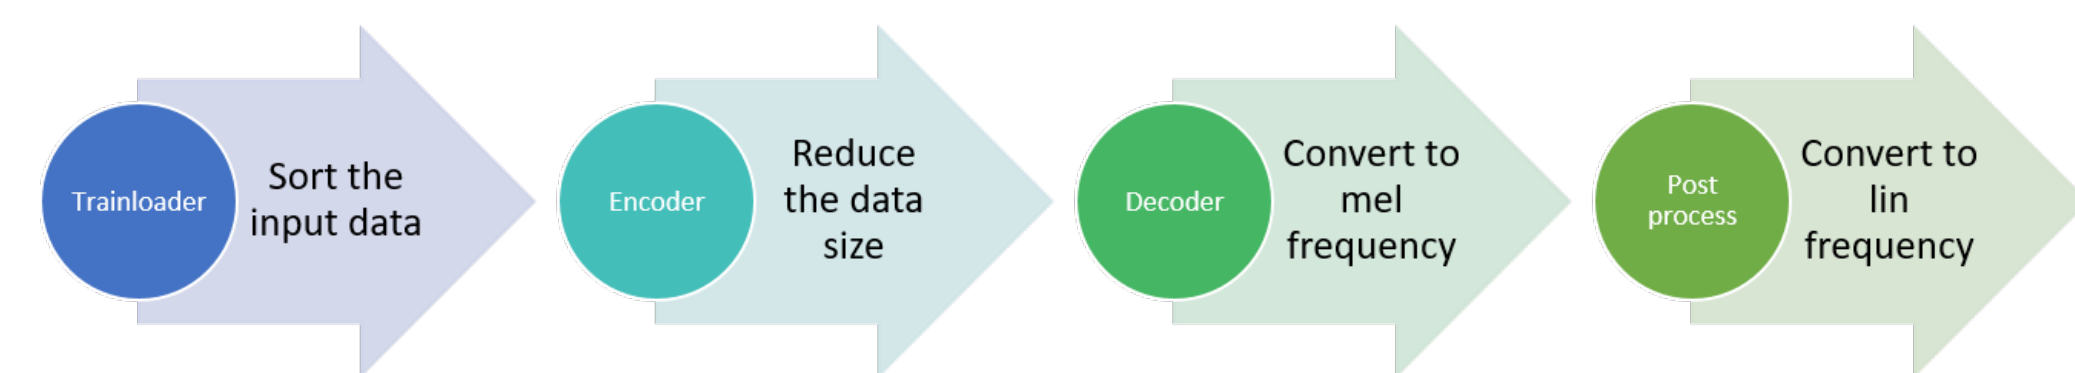 Trainloader
Sort the
input data
Encoder
Reduce
the data
size
Decoder
Convert to
mel
frequency
Post
process
Convert to
lin
frequency